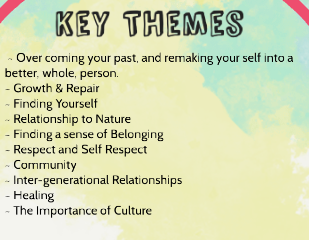 KEY THEMES
~ Over coming your past, and remaking your self into a
better, whole, person.
~ Growth & Repair
~ Finding Yourself
~ Relationship to Nature
~ Finding a sense of Belonging
~ Respect and Self Respect
~ Community
~ Inter-generational Relationships
~ Healing
~ The Importance of Culture